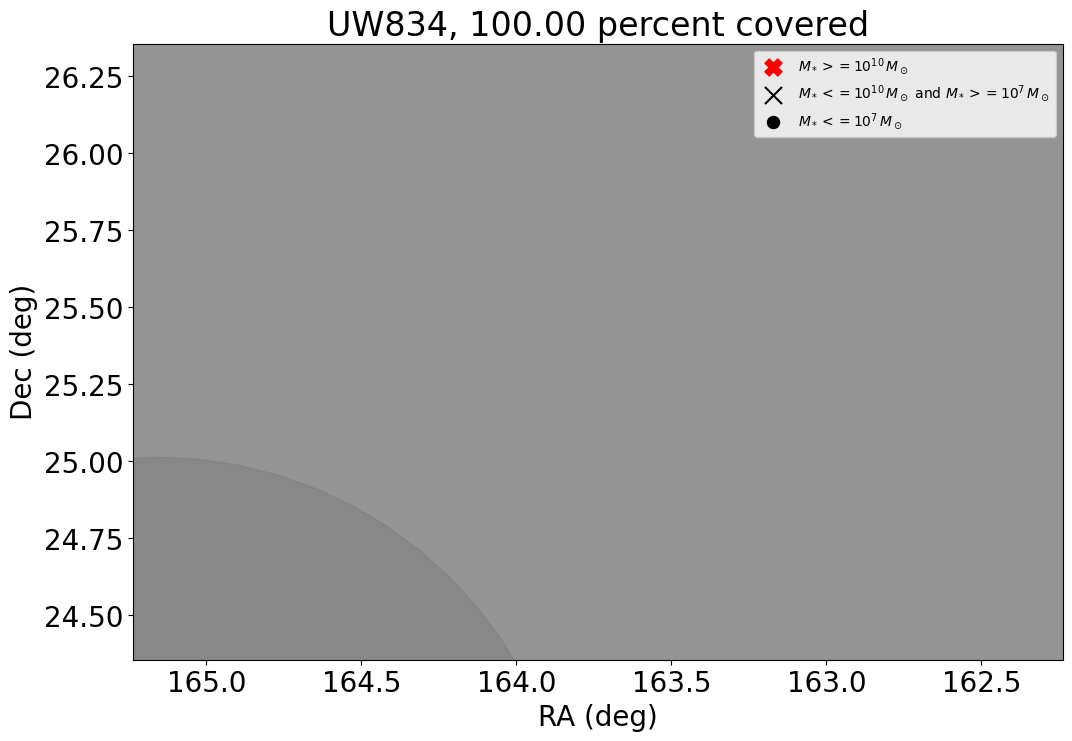 UW834, 100.00 percent covered
M* >= 10^10 M⊙
M* <= 10^10 M⊙ and M* >= 10^7 M⊙
M* <= 10^7 M⊙
26.25
26.00
25.75
25.50
25.25
25.00
24.75
24.50
Dec (deg)
165.0 164.5 164.0 163.5 163.0 162.5
RA (deg)